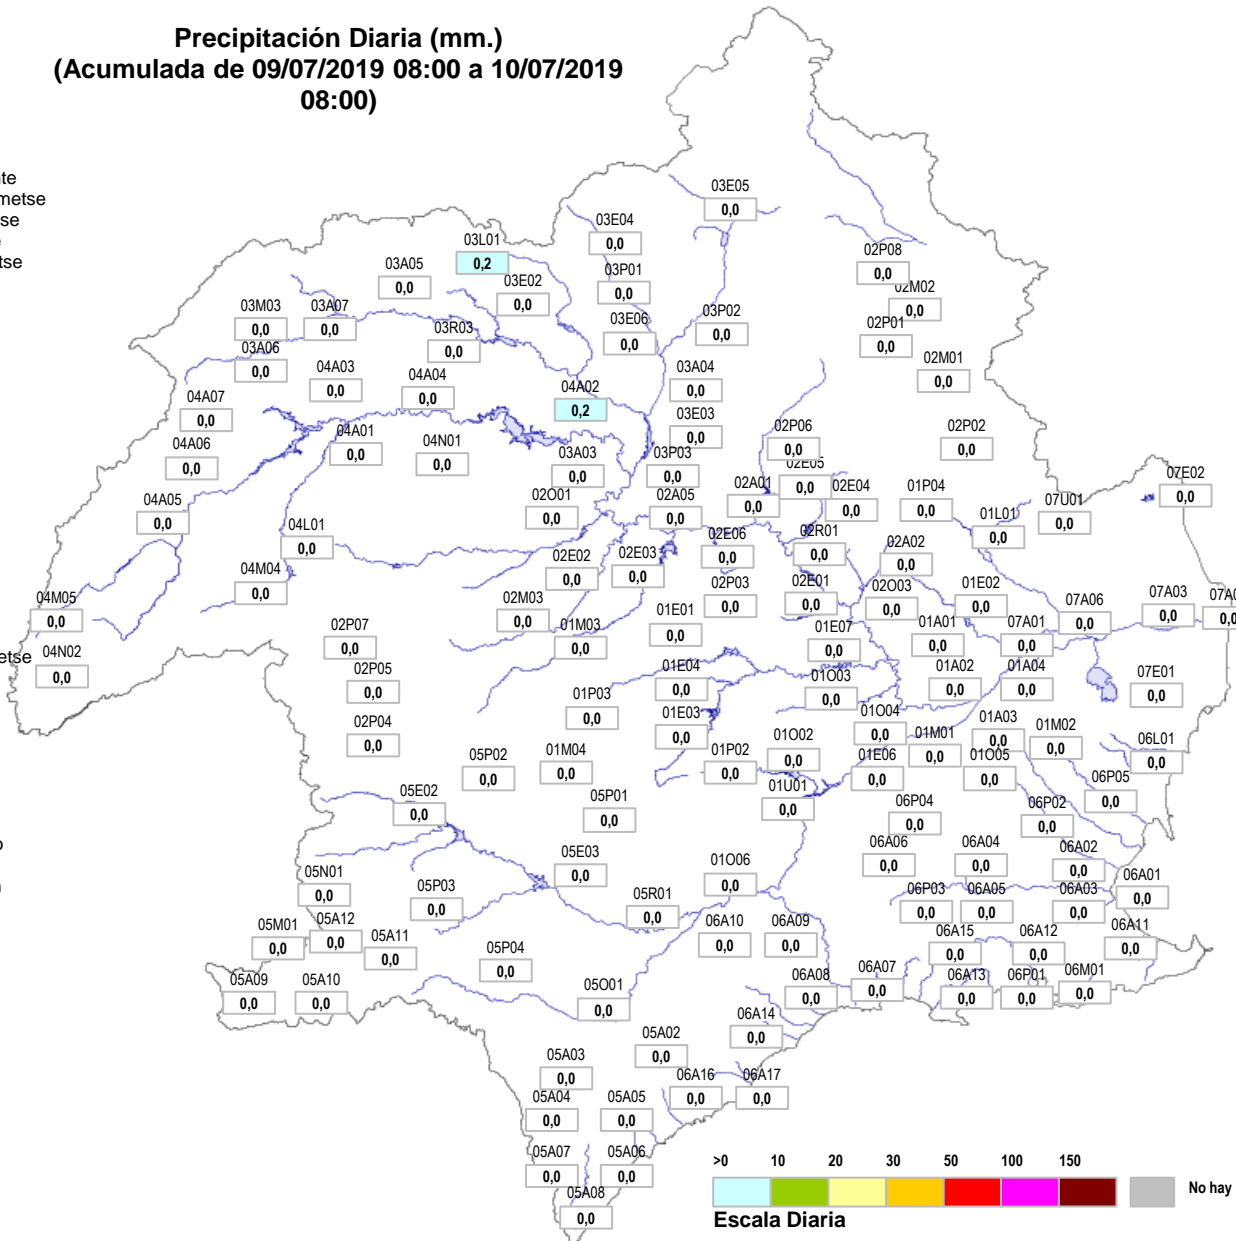 Precipitación Diaria (mm.)
(Acumulada de 09/07/2019 08:00 a 10/07/2019
08:00)
te
metse
se
e
tse
03E05
0,0
03E04
0,0
03L01
0,2
02P08
0,0
03A05
0,0
03P01
0,0
03E02
0,0
02M02
0,0
03M03
0,0
03A07
0,0
03R03
0,0
03E06
0,0
03P02
0,0
02P01
0,0
03A06
0,0
04A03
0,0
04A04
0,0
03A04
0,0
02M01
0,0
04A07
0,0
04A02
0,2
03E03
0,0
04A01
0,0
04N01
0,0
02P06
0,0
02P02
0,0
04A06
0,0
03A03
0,0
03P03
0,0
02E05
0,0
07E02
0,0
04A05
0,0
02O01
0,0
02A05
0,0
02A01
0,0
02E04
0,0
01P04
0,0
07U01
0,0
01L01
0,0
04L01
0,0
02E06
0,0
02R01
0,0
02A02
0,0
02E02
0,0
02E03
0,0
04M04
0,0
04M05
0,0
02M03
0,0
02P03
0,0
02E01
0,0
02O03
0,0
01E02
0,0
07A06
0,0
07A03
0,0
07A0
0,0
02P07
0,0
01M03
0,0
01E01
0,0
01E07
0,0
01A01
0,0
07A01
0,0
etse
04N02
0,0
02P05
0,0
01E04
0,0
01O03
0,0
01A02
0,0
01A04
0,0
07E01
0,0
01P03
0,0
01E03
0,0
01O04
0,0
01A03
0,0
01M02
0,0
02P04
0,0
01O02
0,0
01M01
0,0
06L01
0,0
05P02
0,0
01M04
0,0
01P02
0,0
01E06
0,0
01O05
0,0
05E02
0,0
05P01
0,0
01U01
0,0
06P05
0,0
06P04
0,0
06P02
0,0
o
05E03
0,0
01O06
0,0
06A06
0,0
06A04
0,0
06A02
0,0
05N01
0,0
05P03
0,0
05R01
0,0
06P03
0,0
06A05
0,0
06A03
0,0
06A01
0,0
05M01
0,0
05A12
0,0
05A11
0,0
06A10
0,0
06A09
0,0
06A15
0,0
06A12
0,0
06A11
0,0
05P04
0,0
05A09
0,0
05A10
0,0
05O01
0,0
06A08
0,0
06A07
0,0
06A13
0,0
06P01
0,0
06M01
0,0
05A02
0,0
06A14
0,0
05A03
0,0
06A16
0,0
06A17
0,0
05A04
0,0
05A05
0,0
05A07
0,0
05A06
0,0
05A08
0,0
>0 10 20 30 50 100 150
No hay
Escala Diaria